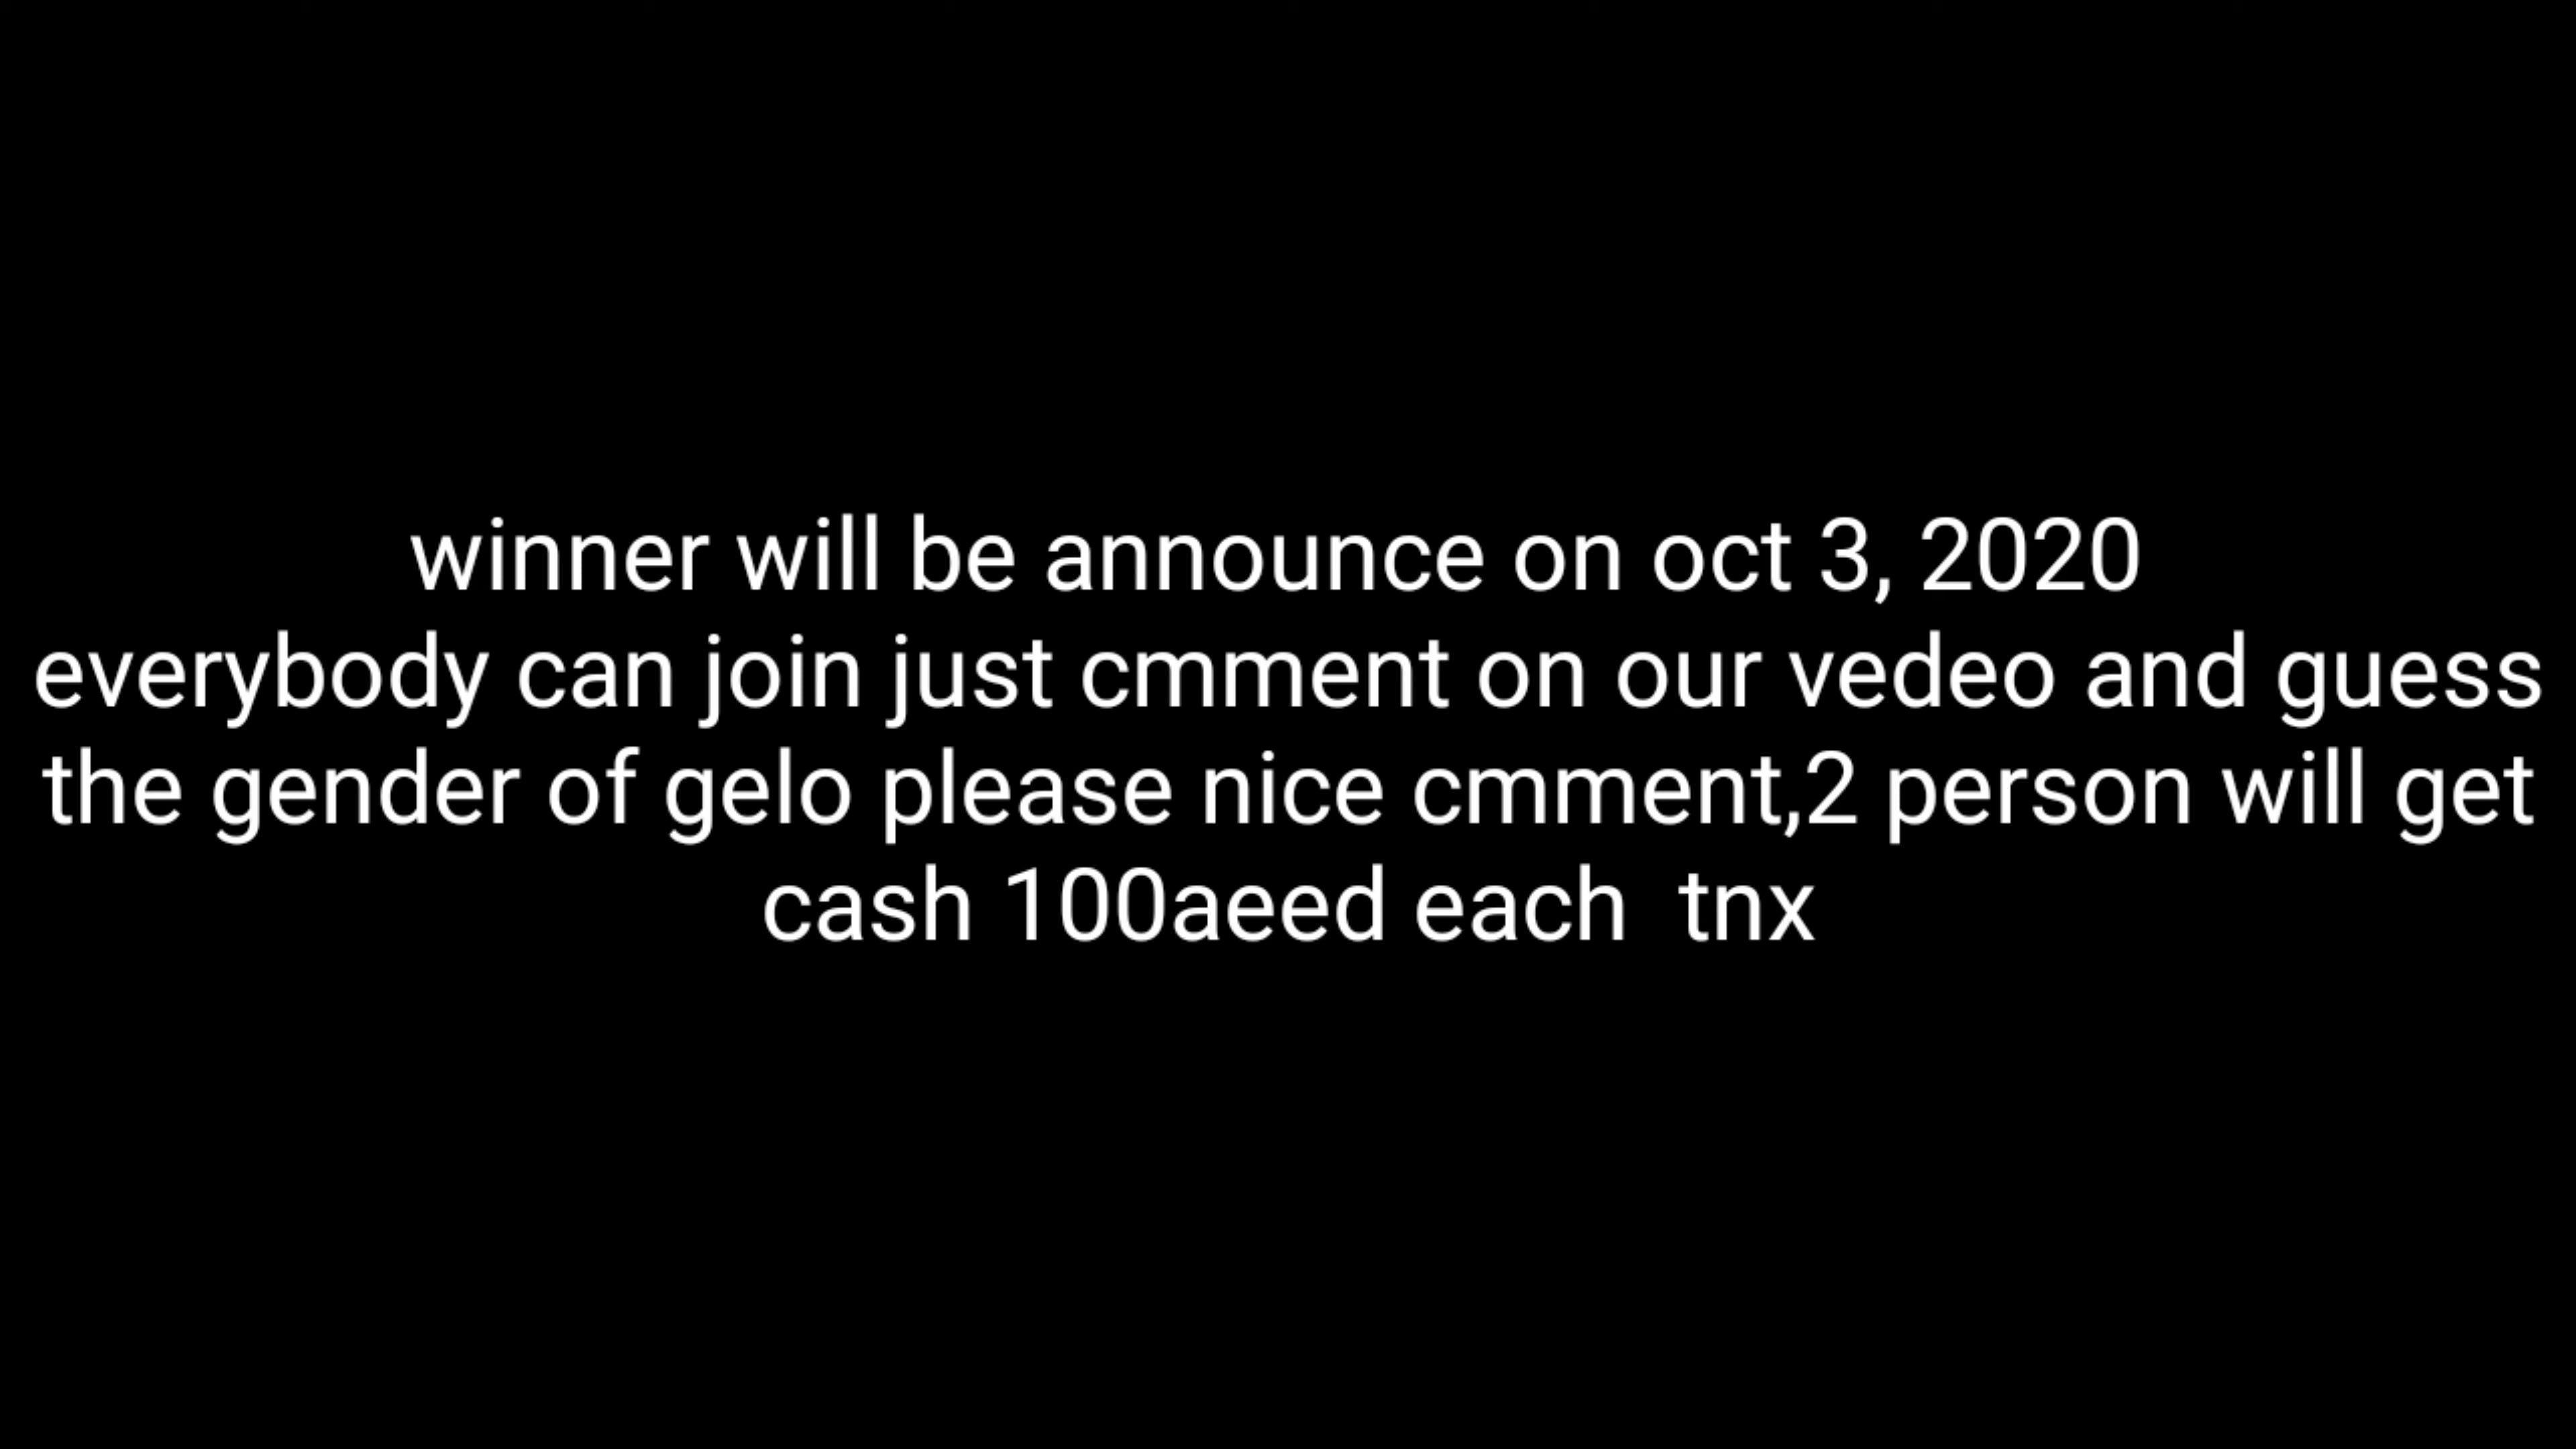 winner will be announce on oct 3, 2020
everybody can join just cmment on our vedeo and guess
the gender of gelo please nice cmment,2 person will get
cash 100aeed each  tnx